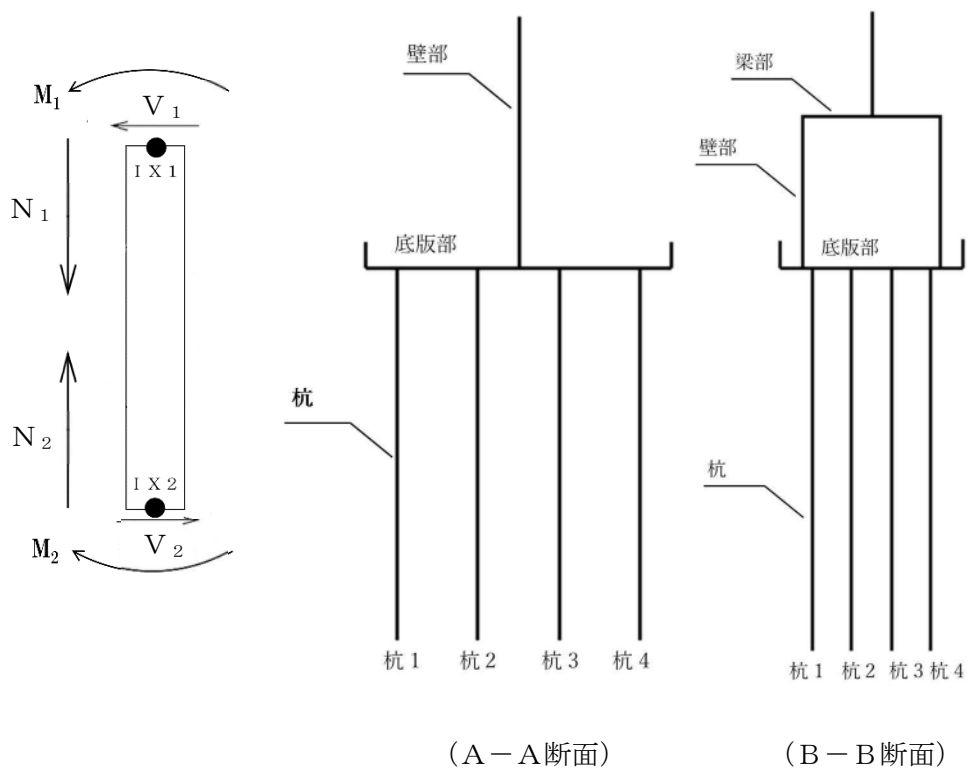 M₁
V₁
IX1
N₁
N₂
IX2
V₂
M₂
壁部
底版部
杭
杭1
杭2
杭3
杭4
(A-A断面)
梁部
壁部
底版部
杭
杭1
杭2
杭3
杭4
(B-B断面)